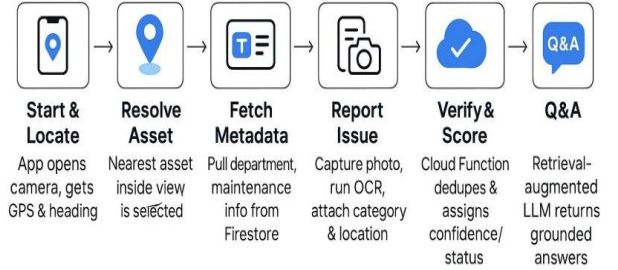 T
Q&A
Start &
Locate
App opens
camera, gets
GPS & heading
Resolve
Asset
Nearest asset
inside view
is selected
Fetch
Metadata
Pull department,
maintenance
info from
Firestore
Report
Issue
Capture photo,
run OCR,
attach category
& location
Verify &
Score
Cloud Function
dedupes &
assigns
confidence/
status
Q&A
Retrieval-
augmented
LLM returns
grounded
answers